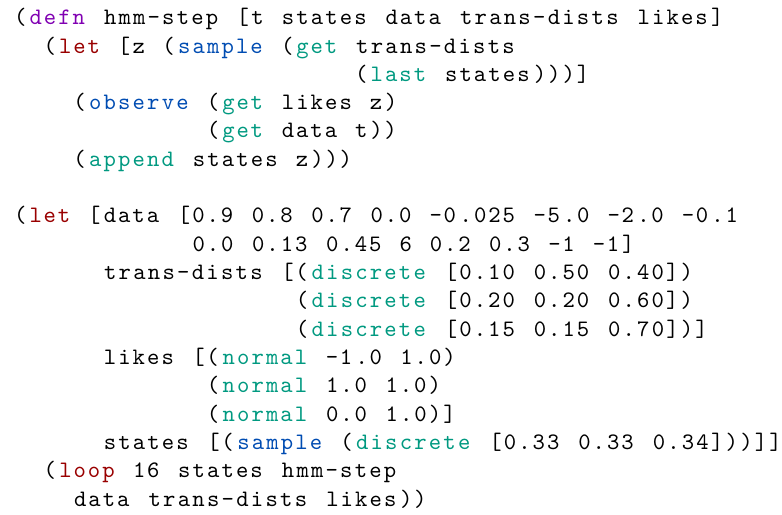 (defn hmm-step [t states data trans-dists likes]
  (let [z (sample (get trans-dists
                       (last states)))]
    (observe (get likes z)
             (get data t))
    (append states z)))

(let [data [0.9 0.8 0.7 0.0 -0.025 -5.0 -2.0 -0.1
            0.0 0.13 0.45 6 0.2 0.3 -1 -1]
      trans-dists [(discrete [0.10 0.50 0.40])
                   (discrete [0.20 0.20 0.60])
                   (discrete [0.15 0.15 0.70])]
      likes [(normal -1.0 1.0)
             (normal 1.0 1.0)
             (normal 0.0 1.0)]
      states [(sample (discrete [0.33 0.33 0.34]))]]
  (loop 16 states hmm-step
    data trans-dists likes))